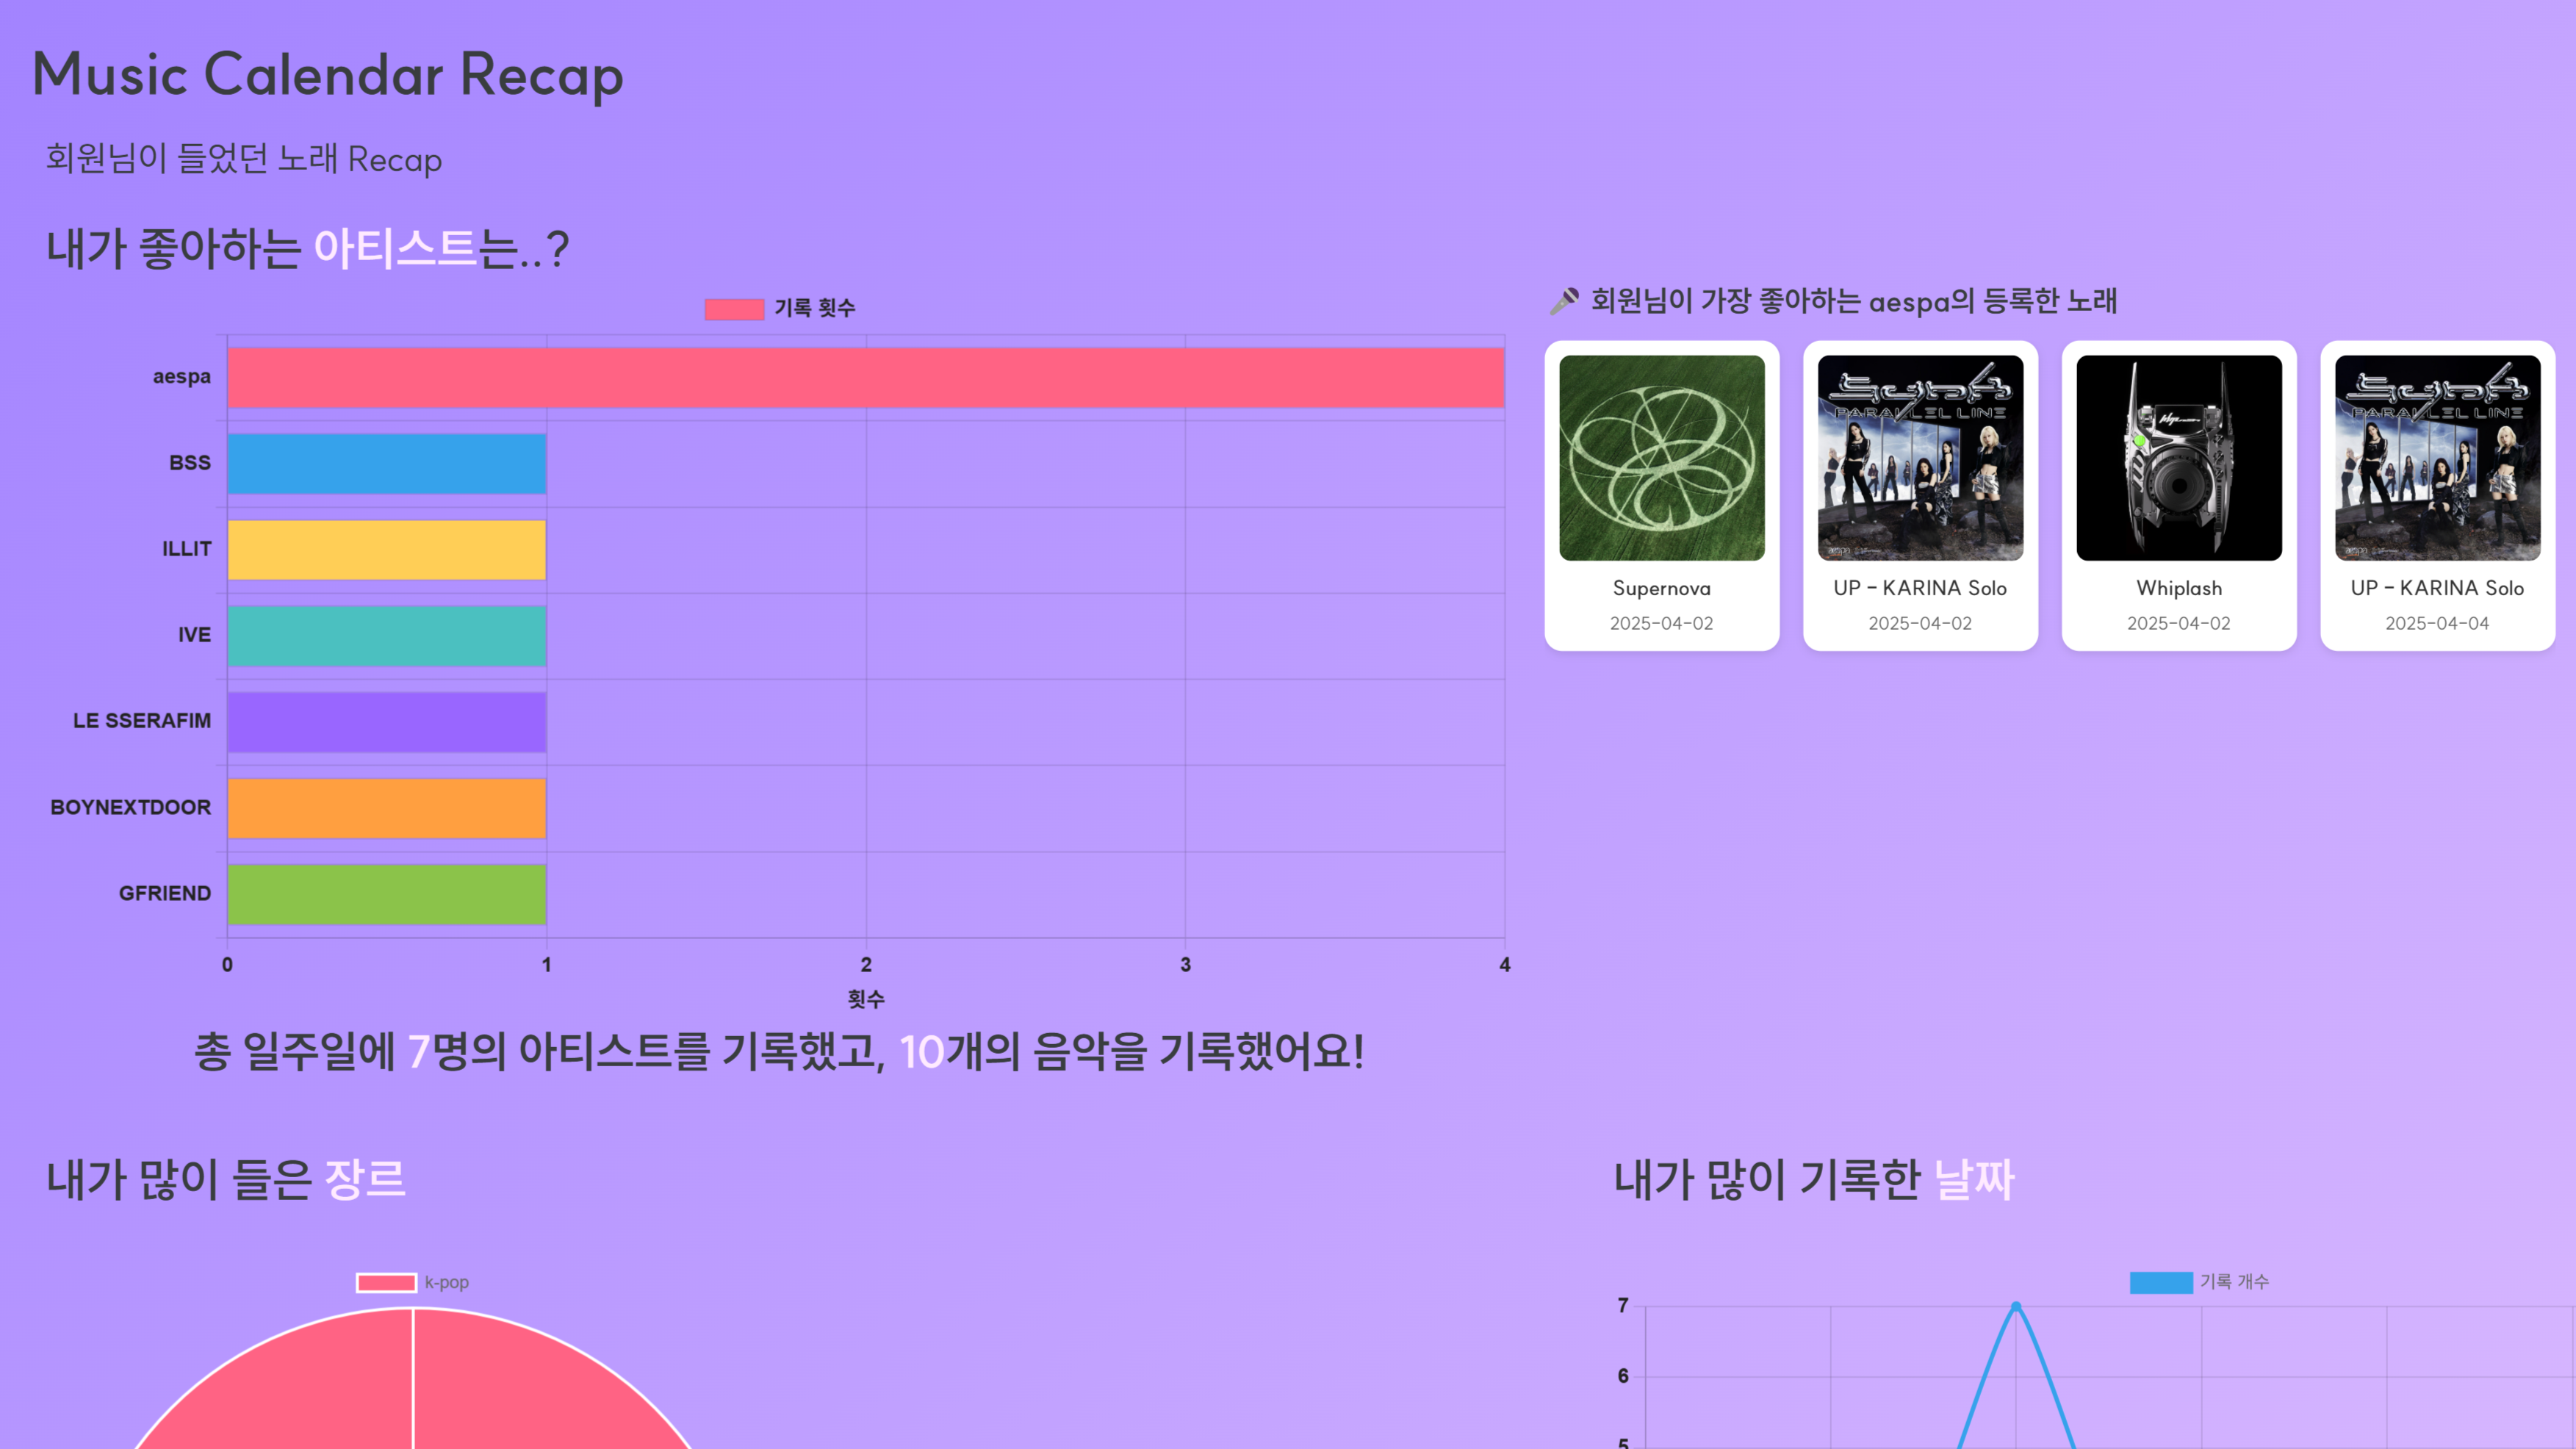 Music Calendar Recap
회원님이 들었던 노래 Recap
내가 좋아하는 아티스트는..?
기록 횟수
aespa
BSS
ILLIT
IVE
LE SSERAFIM
BOYNEXTDOOR
GFRIEND
0 1 2 3 4
횟수
🎤 회원님이 가장 좋아하는 aespa의 등록한 노래
PARALLEL LINE
PARALLEL LINE
Supernova
2025-04-02
UP - KARINA Solo
2025-04-02
Whiplash
2025-04-02
UP - KARINA Solo
2025-04-04
총 일주일에 7명의 아티스트를 기록했고, 10개의 음악을 기록했어요!
내가 많이 들은 장르
k-pop
내가 많이 기록한 날짜
기록 개수
7
6
5